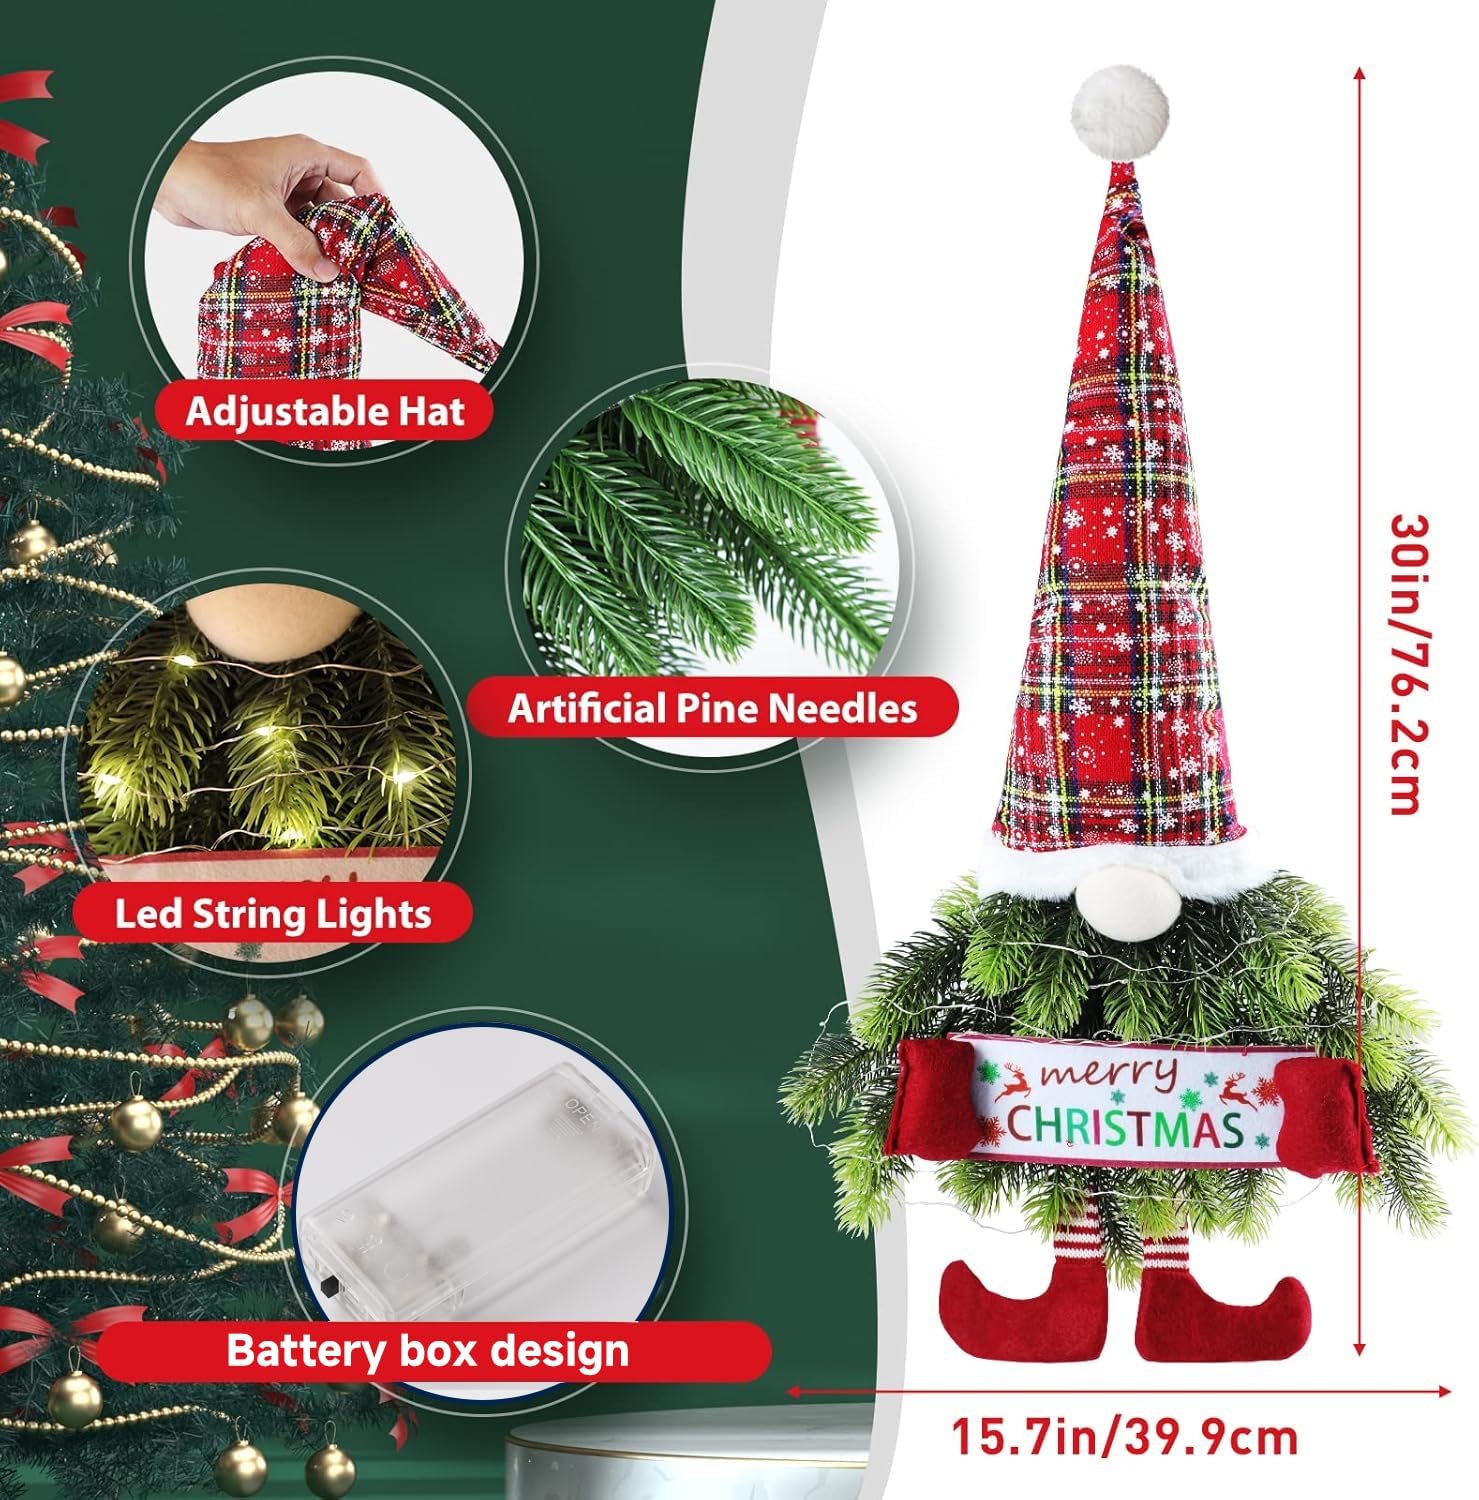 Adjustable Hat
Artificial Pine Needles
Led String Lights
OPEN
Battery box design
merry
CHRISTMAS
30in/76.2cm
15.7in/39.9cm